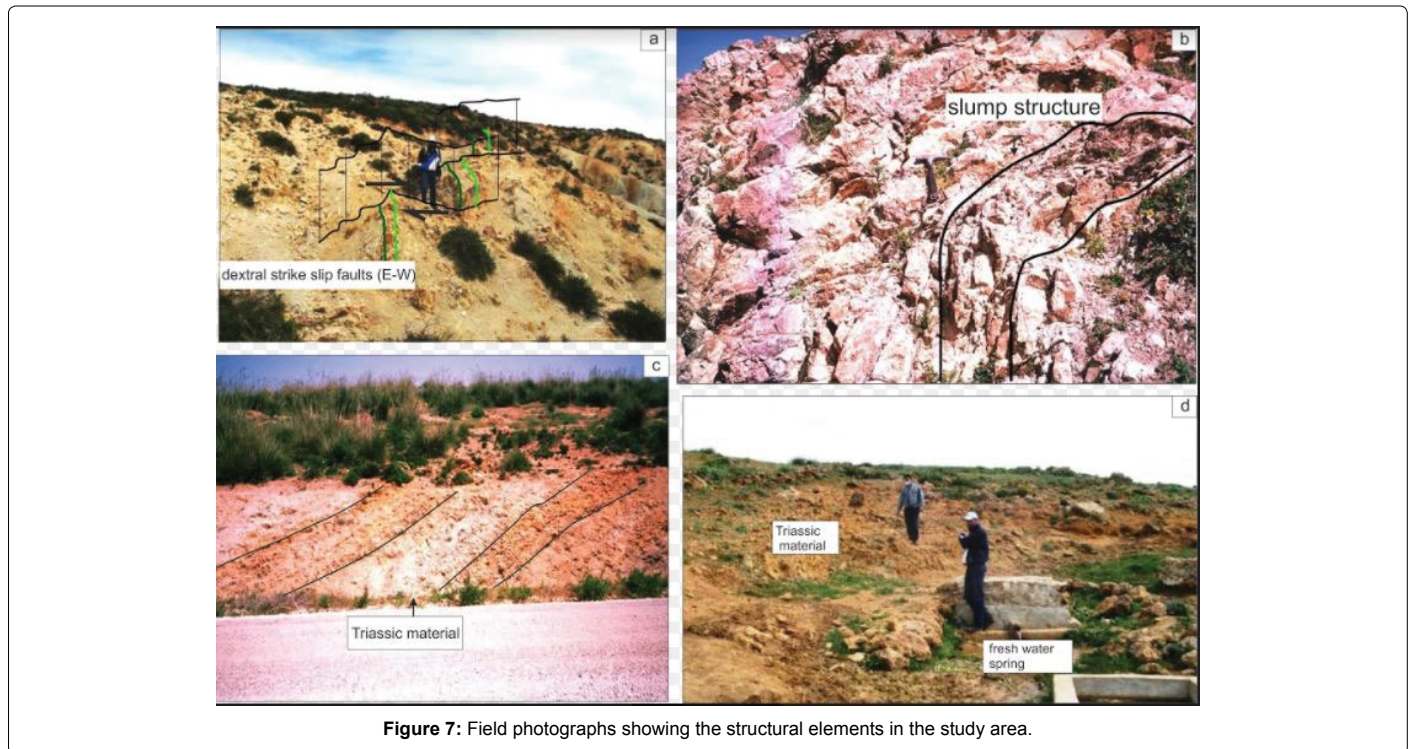 a
dextral strike slip faults (E-W)
b
slump structure
c
Triassic material
d
Triassic
material
fresh water
spring
Figure 7: Field photographs showing the structural elements in the study area.